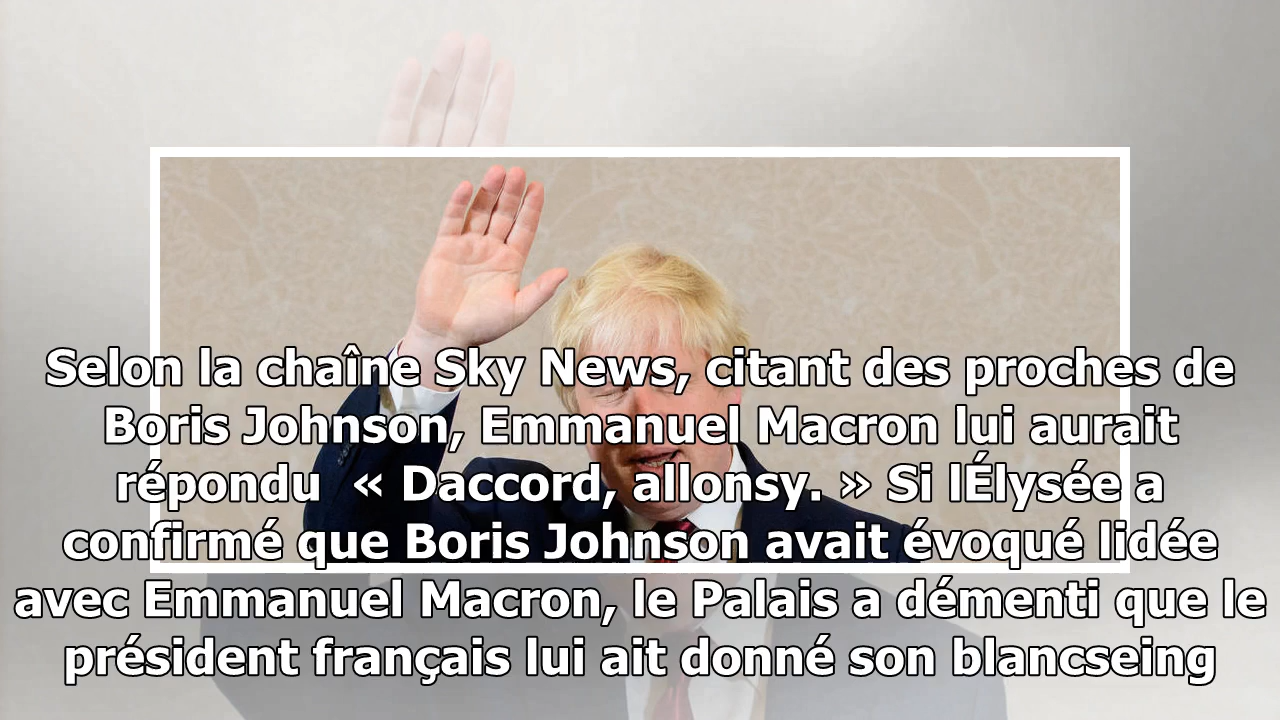 Selon la chaîne Sky News, citant des proches de
Boris Johnson, Emmanuel Macron lui aurait
répondu  « Daccord, allonsy. » Si lÉlysée a
confirmé que Boris Johnson avait évoqué lidée
avec Emmanuel Macron, le Palais a démenti que le
président français lui ait donné son blancseing